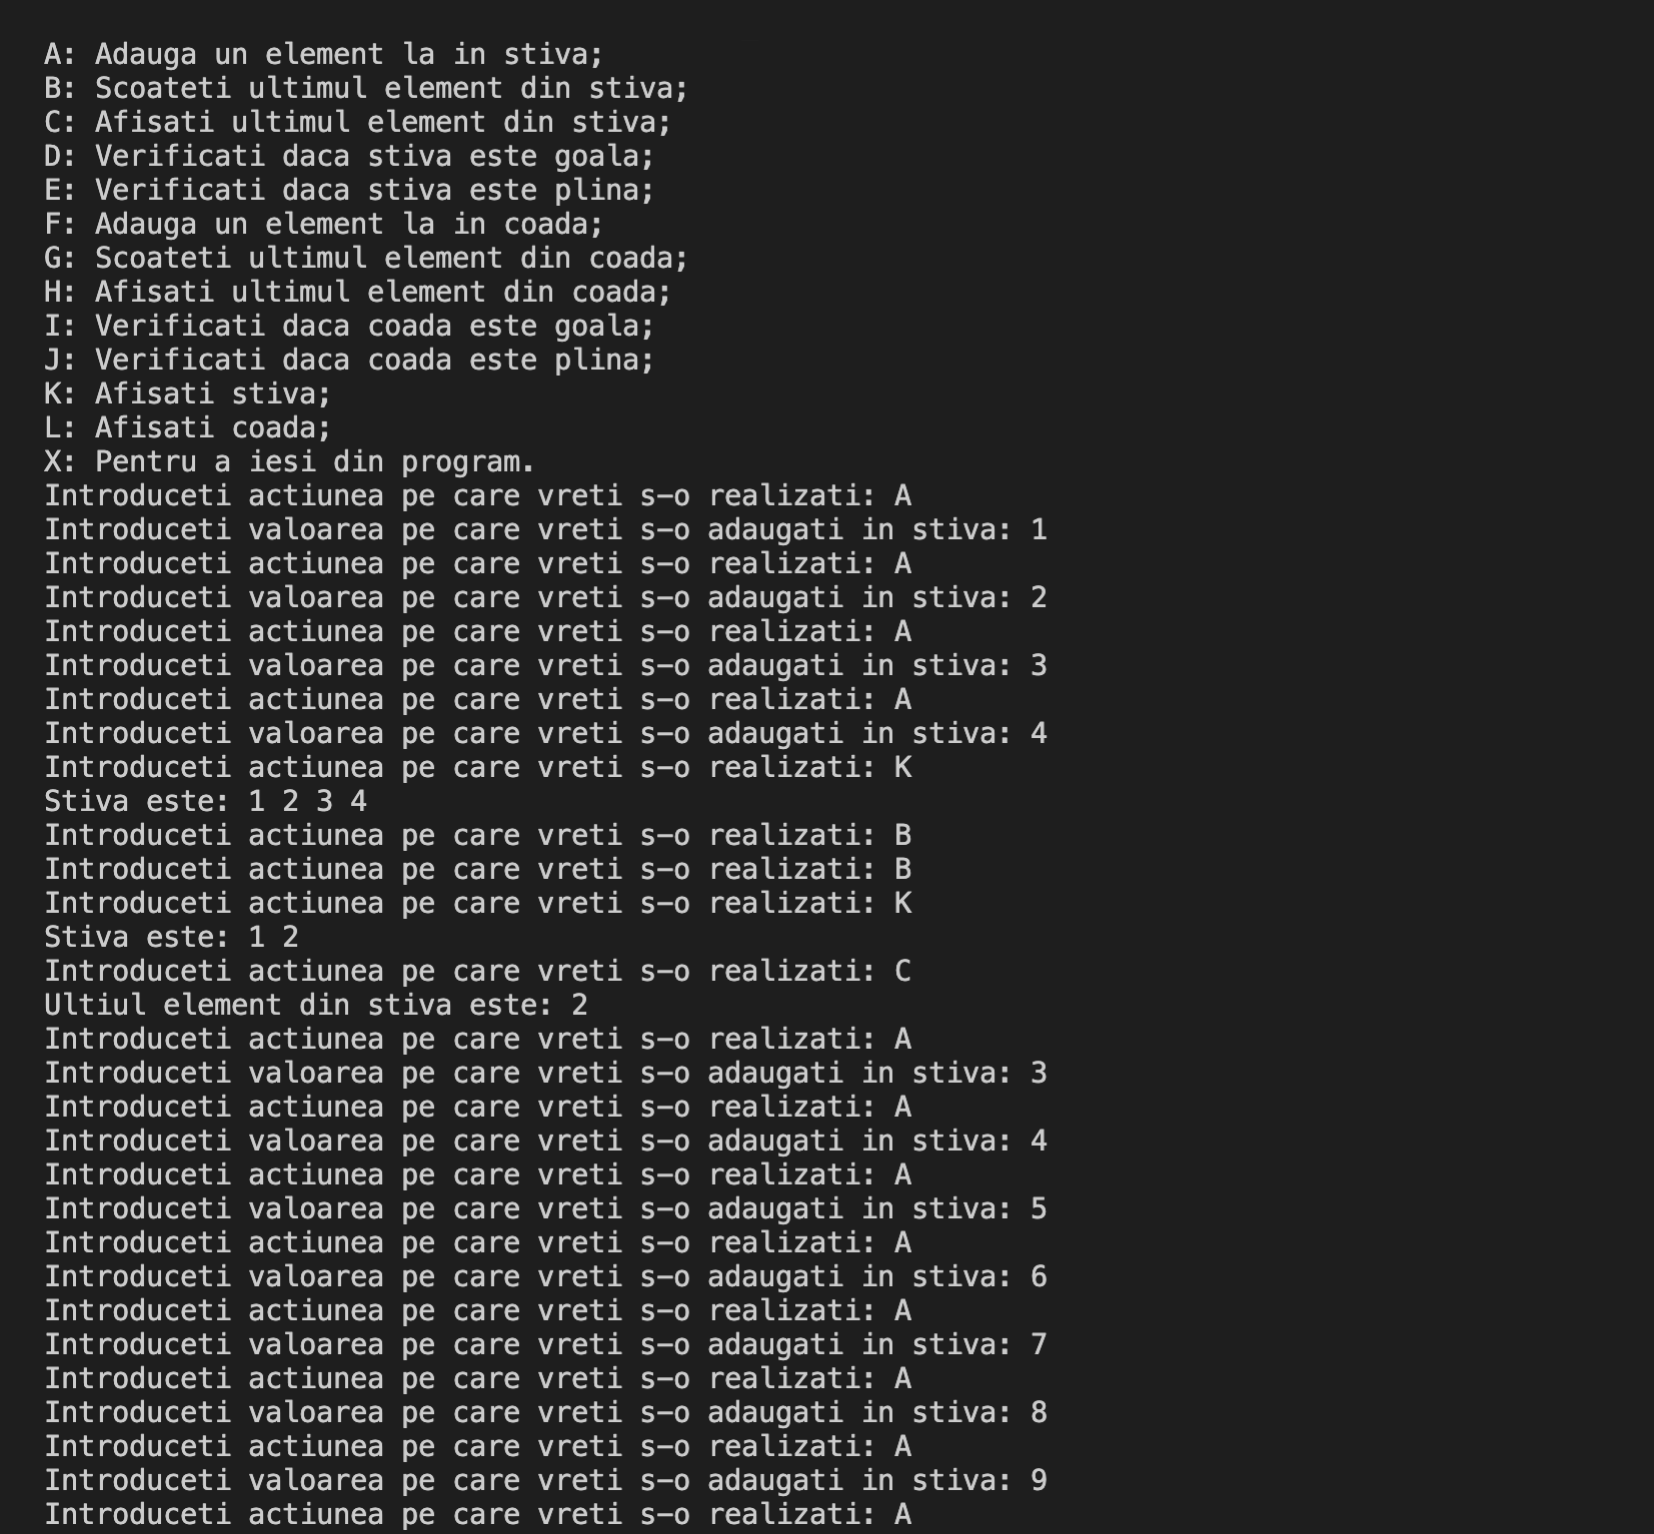 A: Adauga un element la in stiva;
B: Scoateti ultimul element din stiva;
C: Afisati ultimul element din stiva;
D: Verificati daca stiva este goala;
E: Verificati daca stiva este plina;
F: Adauga un element la in coada;
G: Scoateti ultimul element din coada;
H: Afisati ultimul element din coada;
I: Verificati daca coada este goala;
J: Verificati daca coada este plina;
K: Afisati stiva;
L: Afisati coada;
X: Pentru a iesi din program.
Introduceti actiunea pe care vreti s-o realizati: A
Introduceti valoarea pe care vreti s-o adaugati in stiva: 1
Introduceti actiunea pe care vreti s-o realizati: A
Introduceti valoarea pe care vreti s-o adaugati in stiva: 2
Introduceti actiunea pe care vreti s-o realizati: A
Introduceti valoarea pe care vreti s-o adaugati in stiva: 3
Introduceti actiunea pe care vreti s-o realizati: A
Introduceti valoarea pe care vreti s-o adaugati in stiva: 4
Introduceti actiunea pe care vreti s-o realizati: K
Stiva este: 1 2 3 4
Introduceti actiunea pe care vreti s-o realizati: B
Introduceti actiunea pe care vreti s-o realizati: B
Introduceti actiunea pe care vreti s-o realizati: K
Stiva este: 1 2
Introduceti actiunea pe care vreti s-o realizati: C
Ultiul element din stiva este: 2
Introduceti actiunea pe care vreti s-o realizati: A
Introduceti valoarea pe care vreti s-o adaugati in stiva: 3
Introduceti actiunea pe care vreti s-o realizati: A
Introduceti valoarea pe care vreti s-o adaugati in stiva: 4
Introduceti actiunea pe care vreti s-o realizati: A
Introduceti valoarea pe care vreti s-o adaugati in stiva: 5
Introduceti actiunea pe care vreti s-o realizati: A
Introduceti valoarea pe care vreti s-o adaugati in stiva: 6
Introduceti actiunea pe care vreti s-o realizati: A
Introduceti valoarea pe care vreti s-o adaugati in stiva: 7
Introduceti actiunea pe care vreti s-o realizati: A
Introduceti valoarea pe care vreti s-o adaugati in stiva: 8
Introduceti actiunea pe care vreti s-o realizati: A
Introduceti valoarea pe care vreti s-o adaugati in stiva: 9
Introduceti actiunea pe care vreti s-o realizati: A